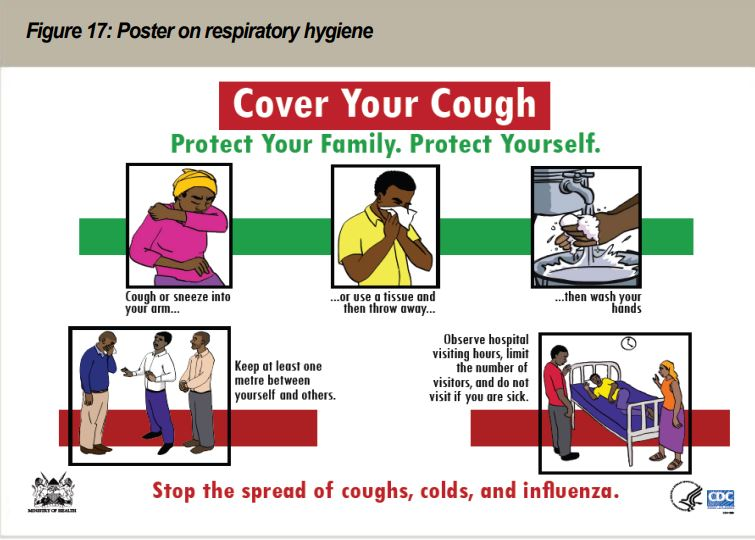 Figure 17: Poster on respiratory hygiene
Cover Your Cough
Protect Your Family. Protect Yourself.
Cough or sneeze into
your arm...
...or use a tissue and
then throw away...
...then wash your
hands
Keep at least one
metre between
yourself and others.
Observe hospital
visiting hours, limit
the number of
visitors, and do not
visit if you are sick.
Stop the spread of coughs, colds, and influenza.
MINISTRY OF HEALTH
CDC